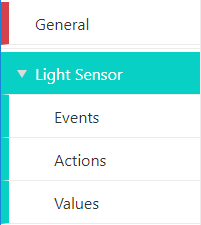 General
Light Sensor
Events
Actions
Values